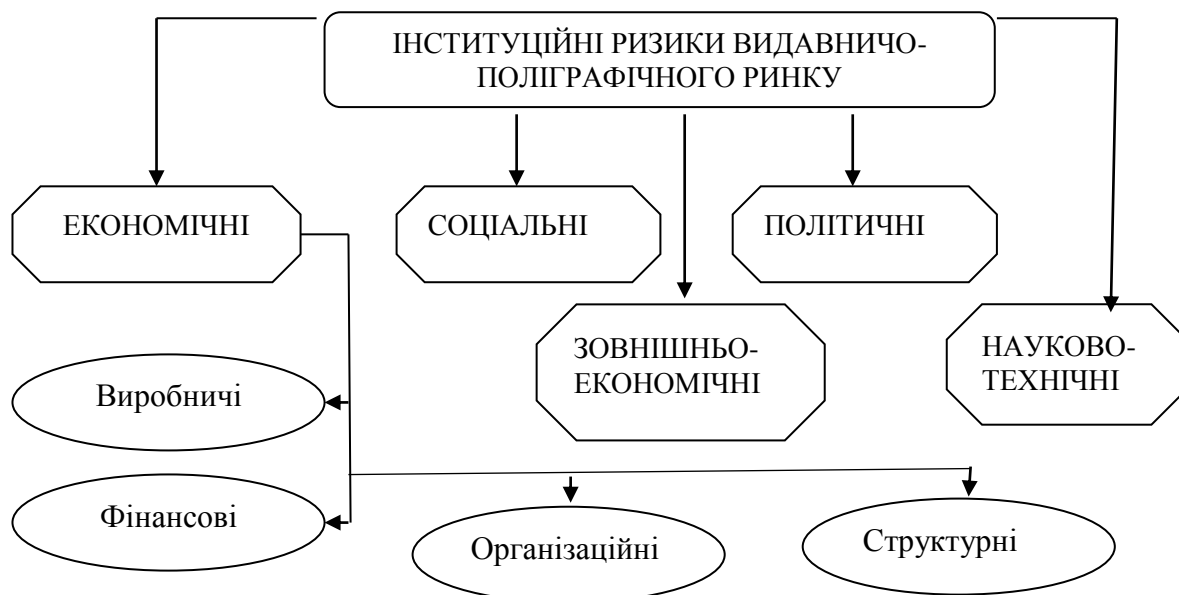 ІНСТИТУЦІЙНІ РИЗИКИ ВИДАВНИЧО-
ПОЛІГРАФІЧНОГО РИНКУ
ЕКОНОМІЧНІ
СОЦІАЛЬНІ
ПОЛІТИЧНІ
ЗОВНІШНЬО-
ЕКОНОМІЧНІ
НАУКОВО-
ТЕХНІЧНІ
Виробничі
Фінансові
Організаційні
Структурні